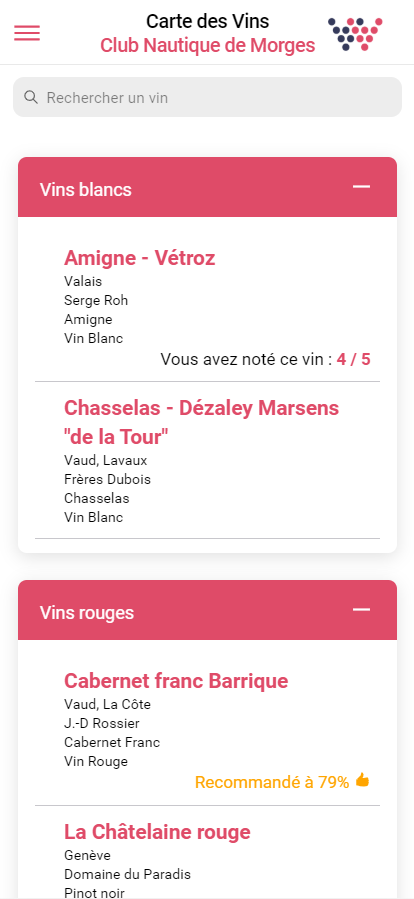 Carte des Vins
Club Nautique de Morges
Rechercher un vin
Vins blancs
Amigne - Vétroz
Valais
Serge Roh
Amigne
Vin Blanc
Vous avez noté ce vin : 4 / 5
Chasselas - Dézaley Marsens
"de la Tour"
Vaud, Lavaux
Frères Dubois
Chasselas
Vin Blanc
Vins rouges
Cabernet franc Barrique
Vaud, La Côte
J.-D Rossier
Cabernet Franc
Vin Rouge
Recommandé à 79%
La Châtelaine rouge
Genève
Domaine du Paradis
Pinot noir